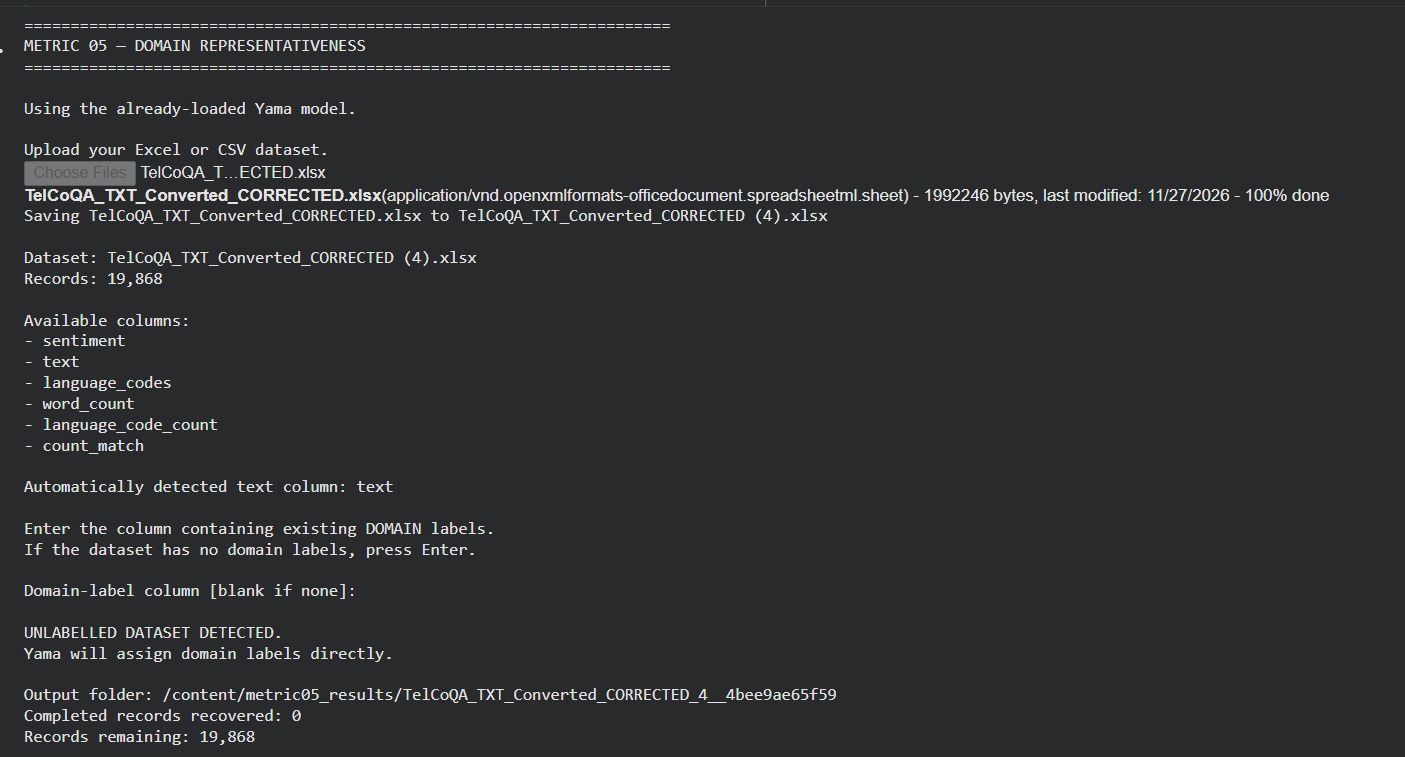 ======================================================================
METRIC 05 — DOMAIN REPRESENTATIVENESS
======================================================================
Using the already-loaded Yama model.
Upload your Excel or CSV dataset.
Choose Files TelCoQA_T...ECTED.xlsx
TelCoQA_TXT_Converted_CORRECTED.xlsx(application/vnd.openxmlformats-officedocument.spreadsheetml.sheet) - 1992246 bytes, last modified: 11/27/2026 - 100% done
Saving TelCoQA_TXT_Converted_CORRECTED.xlsx to TelCoQA_TXT_Converted_CORRECTED (4).xlsx
Dataset: TelCoQA_TXT_Converted_CORRECTED (4).xlsx
Records: 19,868
Available columns:
- sentiment
- text
- language_codes
- word_count
- language_code_count
- count_match
Automatically detected text column: text
Enter the column containing existing DOMAIN labels.
If the dataset has no domain labels, press Enter.
Domain-label column [blank if none]:
UNLABELLED DATASET DETECTED.
Yama will assign domain labels directly.
Output folder: /content/metric05_results/TelCoQA_TXT_Converted_CORRECTED_4__4bee9ae65f59
Completed records recovered: 0
Records remaining: 19,868